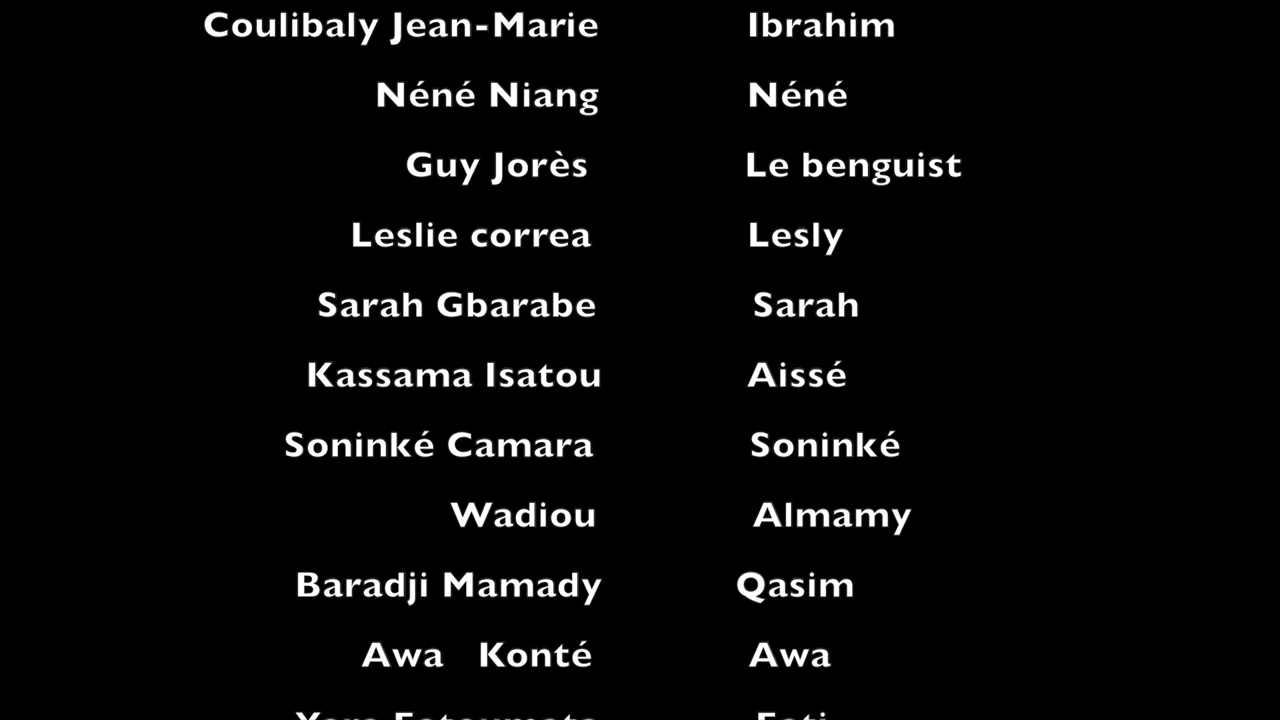 Coulibaly Jean-Marie Ibrahim
Néné Niang Néné
Guy Jorès Le benguist
Leslie correa Lesly
Sarah Gbarabe Sarah
Kassama Isatou Aissé
Soninké Camara Soninké
Wadiou Almamy
Baradji Mamady Qasim
Awa Konté Awa